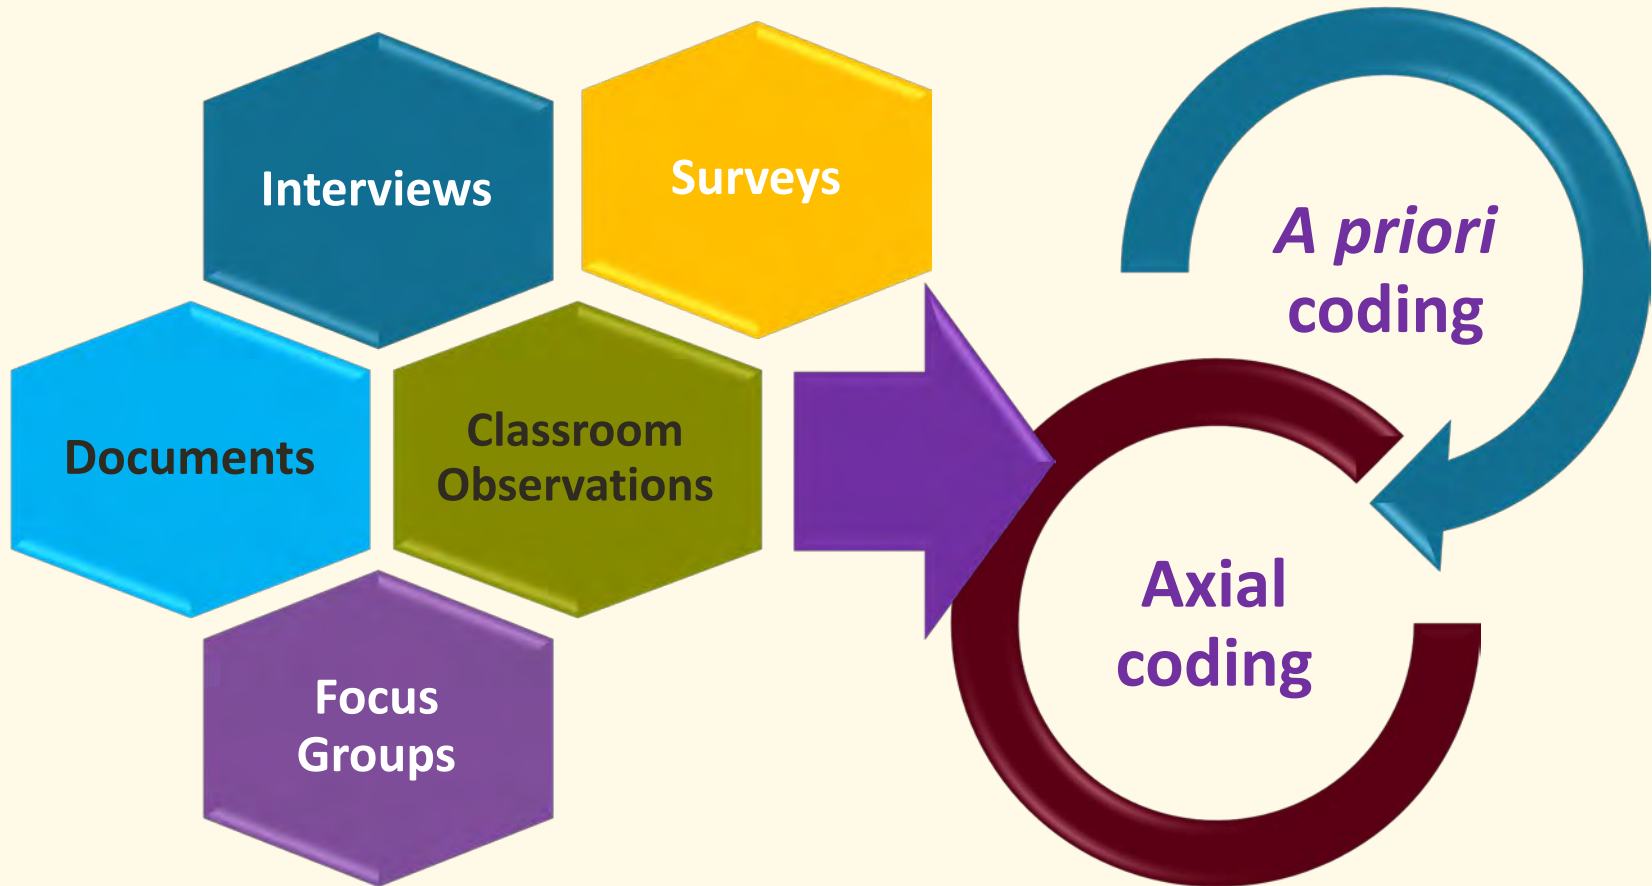 Interviews
Surveys
Documents
Classroom
Observations
Focus
Groups
A priori
coding
Axial
coding